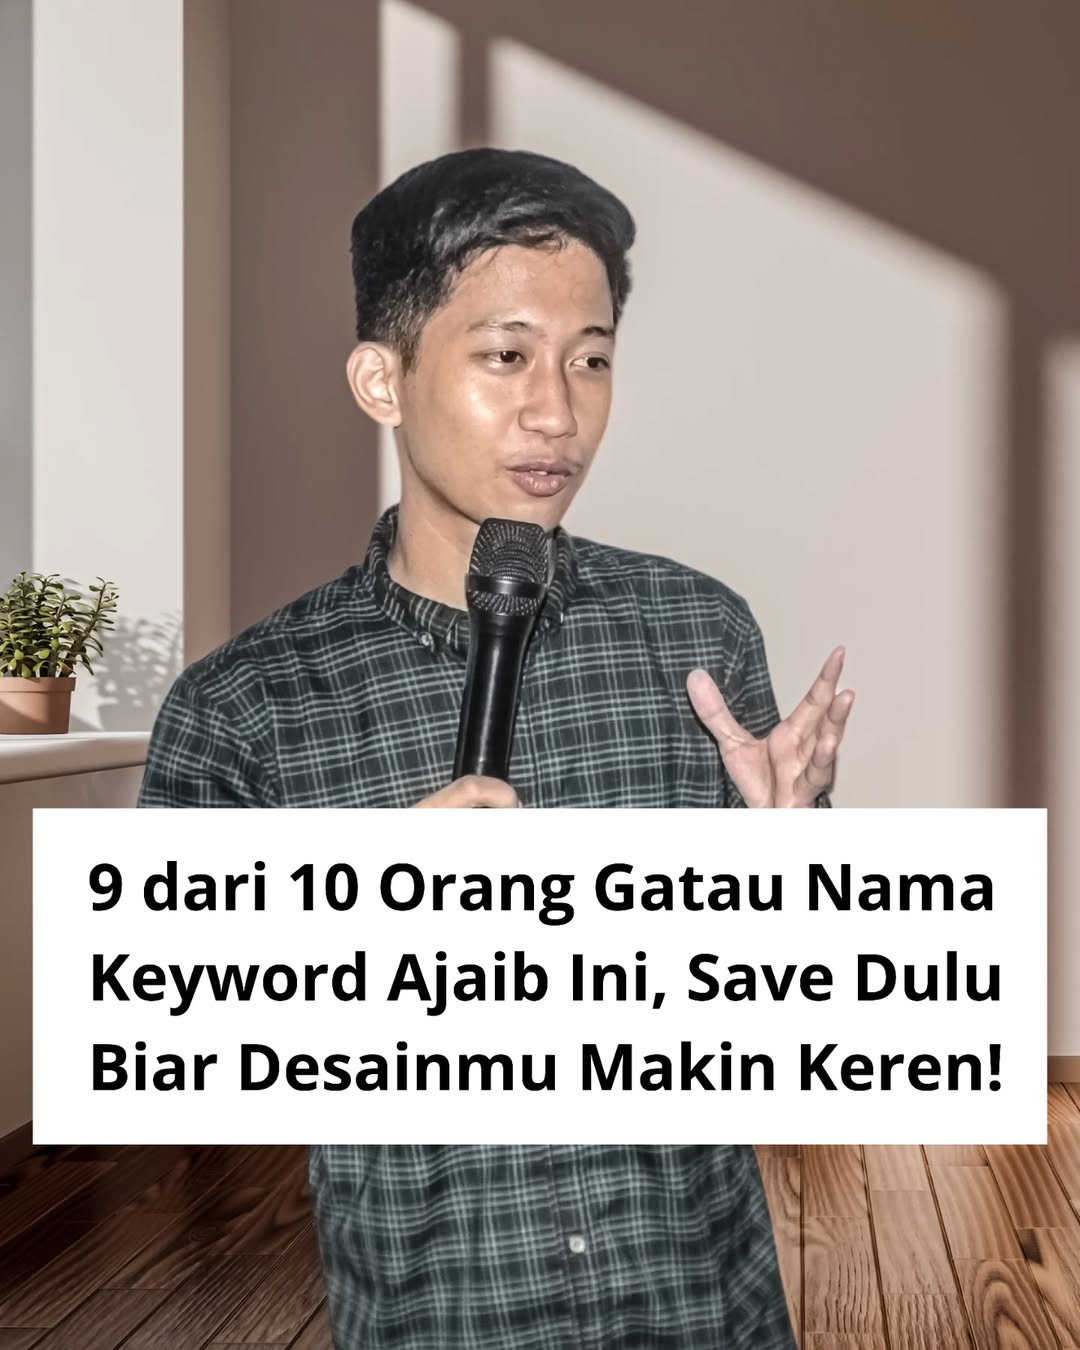 9 dari 10 Orang Gatau Nama
Keyword Ajaib Ini, Save Dulu
Biar Desainmu Makin Keren!